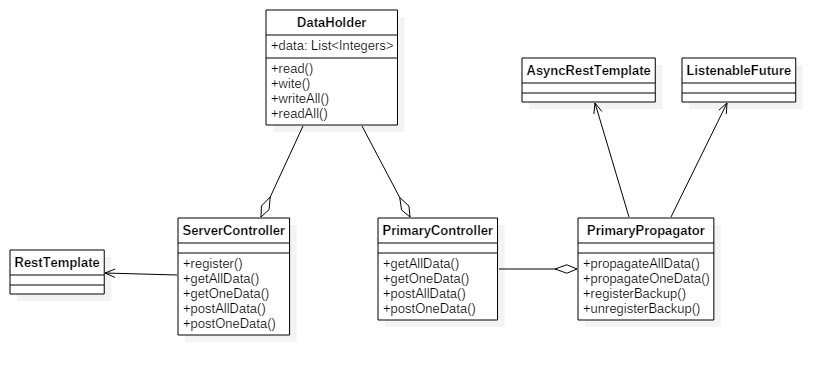 DataHolder
+data: List<Integers>
+read()
+wite()
+writeAll()
+readAll()
AsyncRestTemplate
ListenableFuture
RestTemplate
ServerController
+register()
+getAllData()
+getOneData()
+postAllData()
+postOneData()
PrimaryController
+getAllData()
+getOneData()
+postAllData()
+postOneData()
PrimaryPropagator
+propagateAllData()
+propagateOneData()
+registerBackup()
+unregisterBackup()